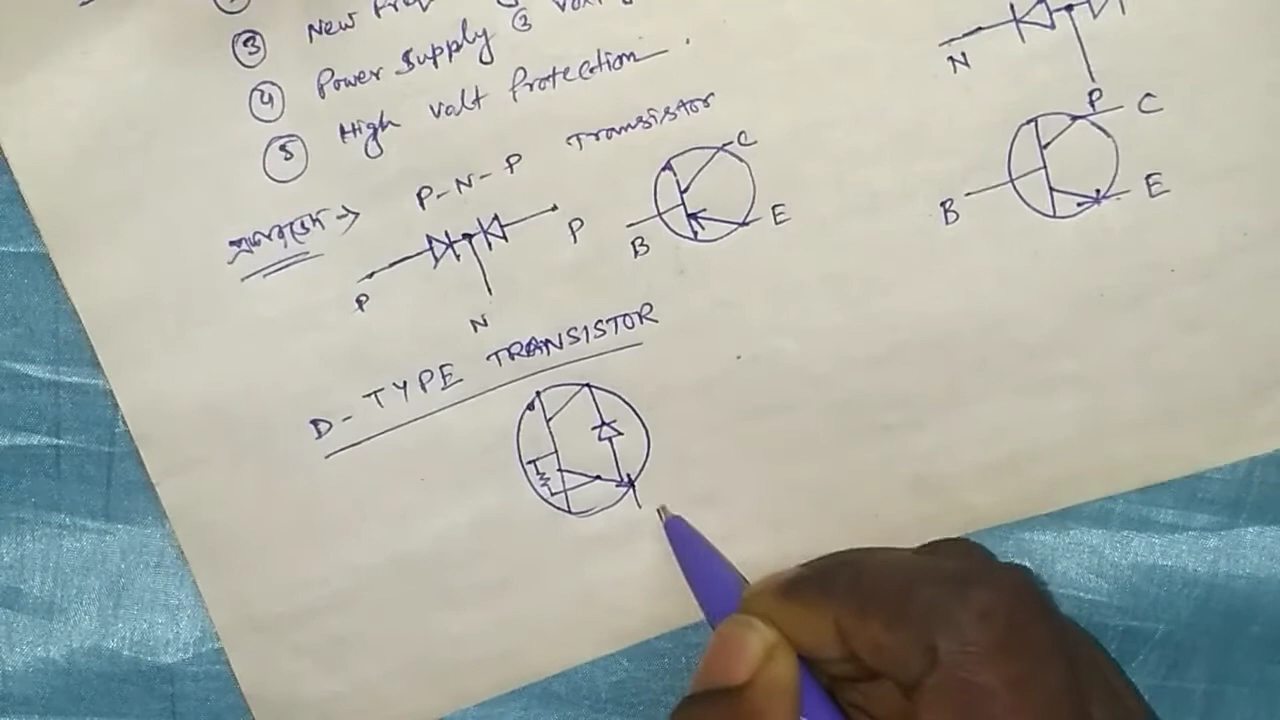 ③ New
④ Power Supply
⑤ High Volt Protection.
P-N-P Transistor
P
N
P
B
C
E
N
P
B
C
E
D-TYPE TRANSISTOR